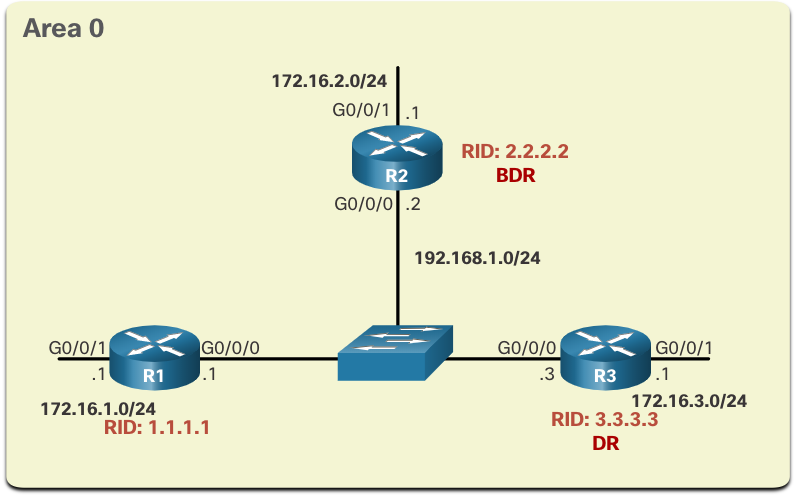 Area 0
172.16.2.0/24
G0/0/1 .1
R2
RID: 2.2.2.2
BDR
G0/0/0 .2
192.168.1.0/24
G0/0/1
.1
R1
G0/0/0
.1
172.16.1.0/24
RID: 1.1.1.1
G0/0/0
.3
R3
G0/0/1
.1
172.16.3.0/24
RID: 3.3.3.3
DR